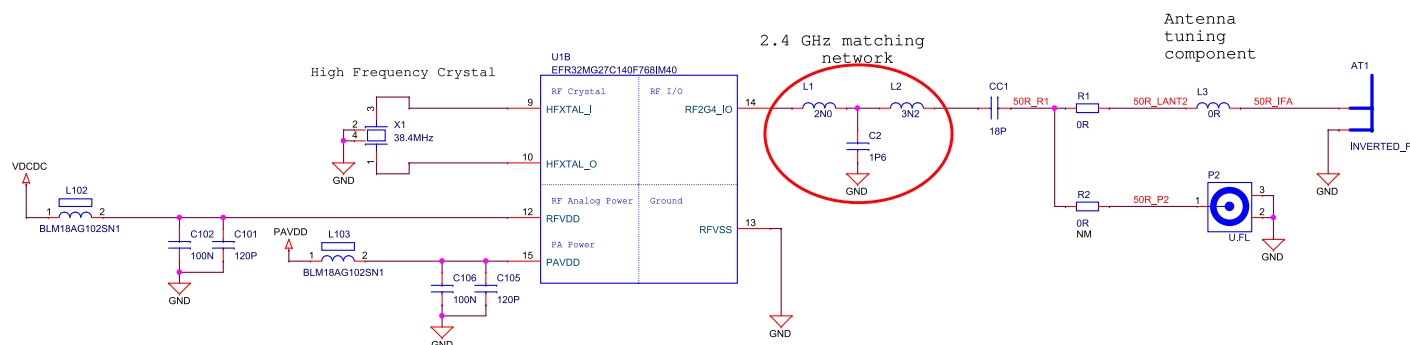 Antenna
tuning
component
2.4 GHz matching
network
High Frequency Crystal
U1B
EFR32MG27C140F768IM40
RF Crystal
RF I/O
HFXTAL_I
9
RF2G4_IO
14
L1
2N0
L2
3N2
C2
1P6
GND
CC1
18P
50R_R1
R1
0R
50R_LANT2
L3
0R
50R_IFA
AT1
INVERTED_F
GND
3
2
4
1
X1
38.4MHz
GND
10
HFXTAL_O
VDCDC
L102
1
2
BLM18AG102SN1
C102
100N
C101
120P
GND
12
RFVDD
RF Analog Power
Ground
PA Power
PAVDD
15
PAVDD
L103
1
2
BLM18AG102SN1
C106
100N
C105
120P
GND
RFVSS
13
GND
R2
0R
NM
50R_P2
P2
1
3
2
U.FL
GND